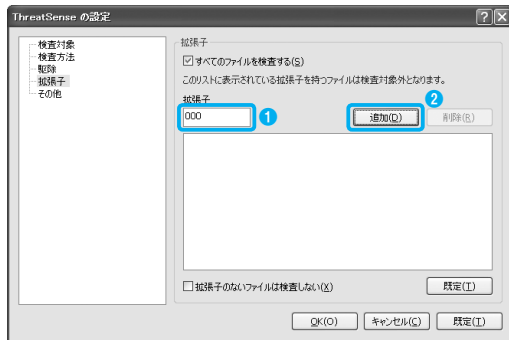 ThreatSense の設定
検査対象
検査方法
駆除
拡張子
その他
拡張子
すべてのファイルを検査する(S)
このリストに表示されている拡張子を持つファイルは検査対象外となります。
拡張子
000
1
追加(D)
2
削除(R)
拡張子のないファイルは検査しない(X)
既定(T)
OK(O)
キャンセル(C)
既定(T)